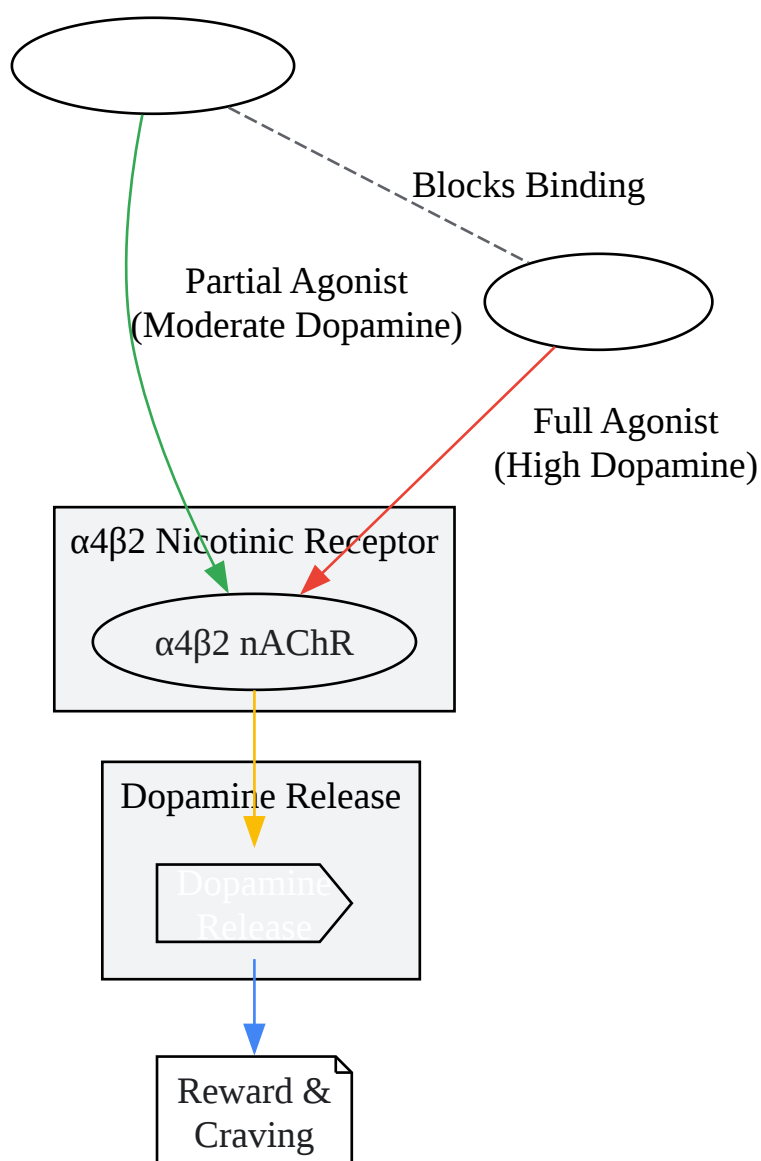 Blocks Binding
Partial Agonist
(Moderate Dopamine)
Full Agonist
(High Dopamine)
α4β2 Nicotinic Receptor
α4β2 nAChR
Dopamine Release
Dopamine
Release
Reward &
Craving